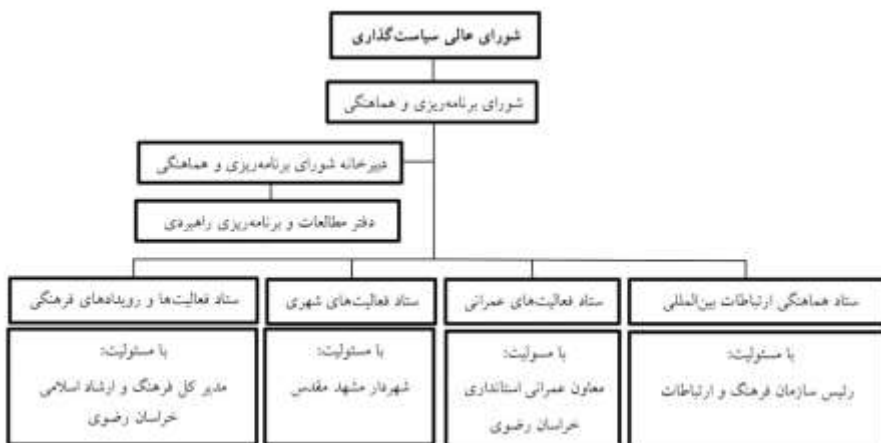 شورای عالی سیاست‌گذاری
شورای برنامه‌ریزی و هماهنگی
دبیرخانه شورای برنامه‌ریزی و هماهنگی
دفتر مطالعات و برنامه‌ریزی راهبردی
ستاد هماهنگی ارتباطات بین‌المللی
با مسئولیت:
رئیس سازمان فرهنگ و ارتباطات
ستاد فعالیت‌های عمرانی
با مسولیت:
معاون عمرانی استانداری
خراسان رضوی
ستاد فعالیت‌های شهری
با مسئولیت:
شهردار مشهد مقدس
ستاد فعالیت‌ها و رویدادهای فرهنگی
با مسئولیت:
مدیر کل فرهنگ و ارشاد اسلامی
خراسان رضوی